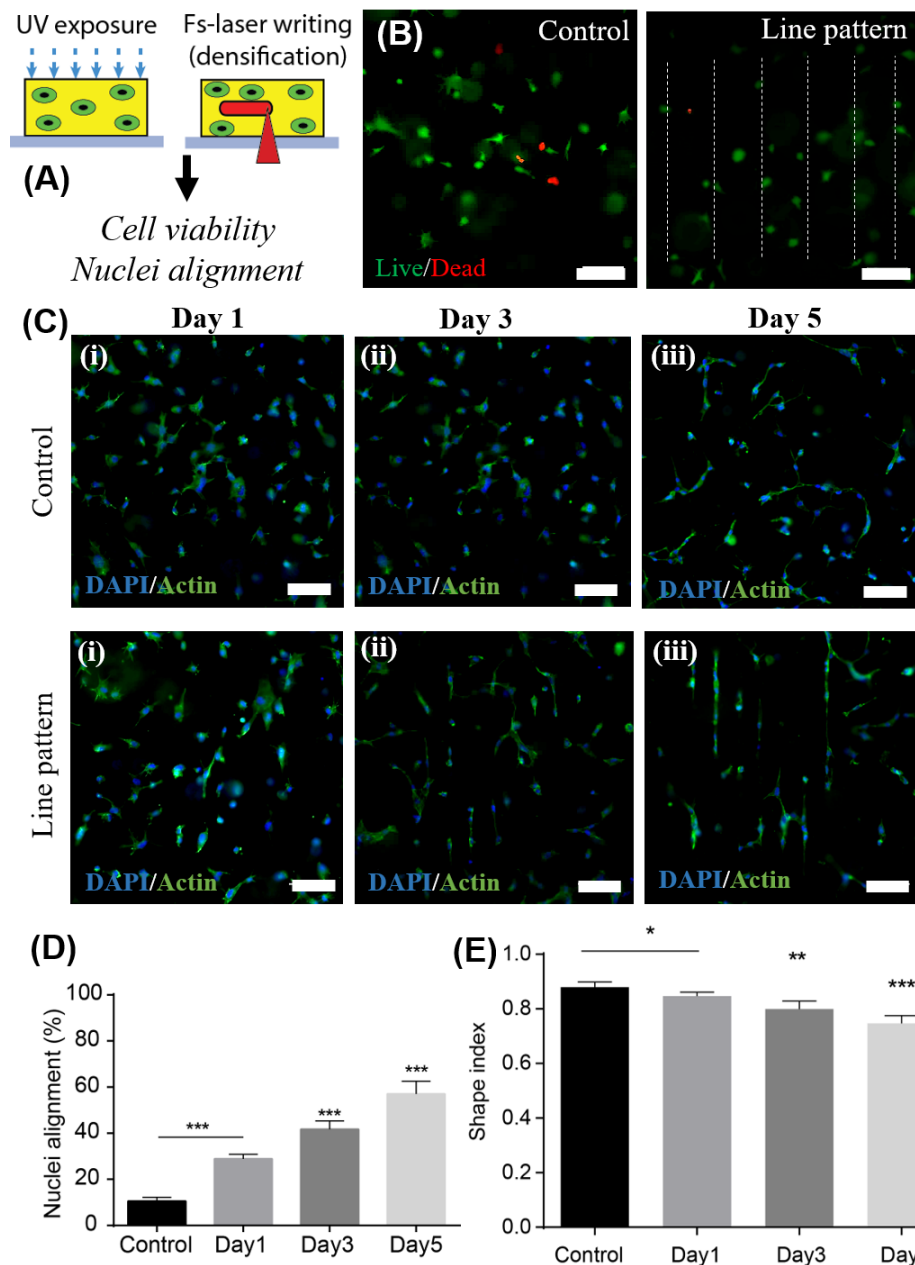 UV exposure
Fs-laser writing
(densification)
(A)
Cell viability
Nuclei alignment
(B)
Control
Live/Dead
Line pattern
(C)
Day 1
Day 3
Day 5
Control
(i)
DAPI/Actin
(ii)
DAPI/Actin
(iii)
DAPI/Actin
Line pattern
(i)
DAPI/Actin
(ii)
DAPI/Actin
(iii)
DAPI/Actin
(D)
Nuclei alignment (%)
100
80
60
40
20
0
***
***
***
Control
Day1
Day3
Day5
(E)
Shape index
1.0
0.8
0.6
0.4
0.2
0.0
*
**
***
Control
Day1
Day3
Day